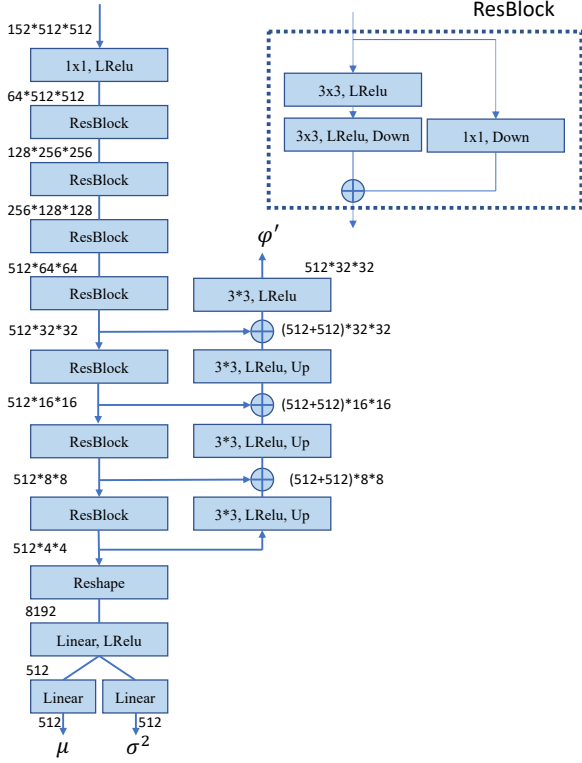 ResBlock
152*512*512
1x1, LRelu
64*512*512
ResBlock
128*256*256
ResBlock
256*128*128
ResBlock
512*64*64
ResBlock
512*32*32
ResBlock
512*16*16
ResBlock
512*8*8
ResBlock
512*4*4
Reshape
8192
Linear, LRelu
512
Linear
Linear
512
512
μ
σ²
3x3, LRelu
3x3, LRelu, Down
1x1, Down
φ′
512*32*32
3*3, LRelu
(512+512)*32*32
3*3, LRelu, Up
(512+512)*16*16
3*3, LRelu, Up
(512+512)*8*8
3*3, LRelu, Up